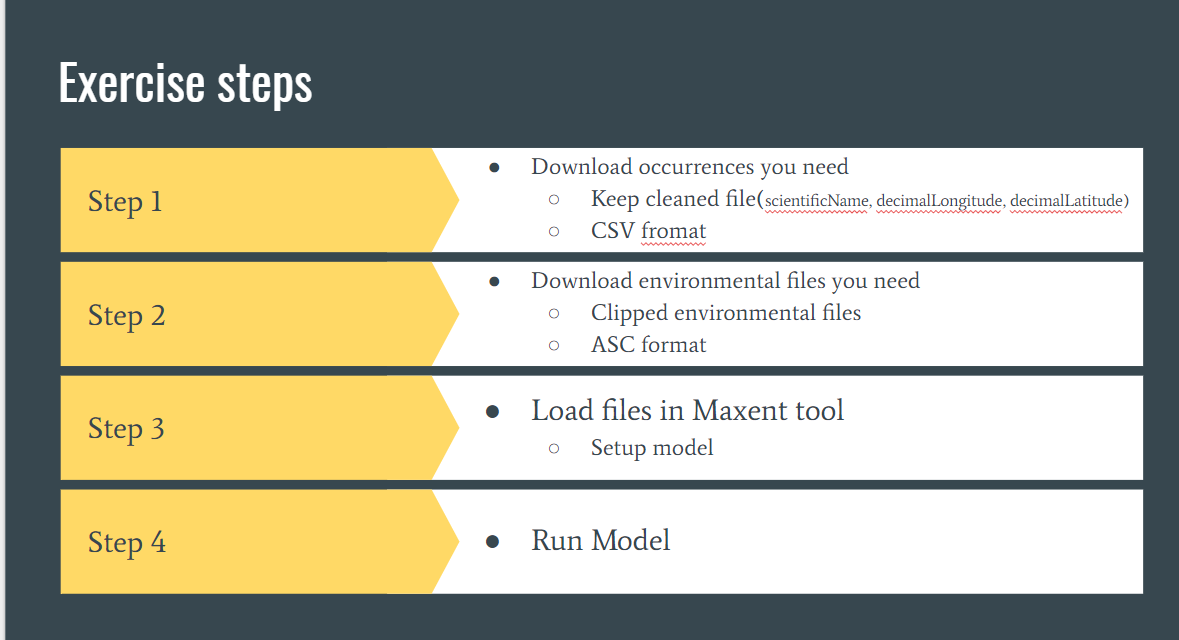 Exercise steps
Step 1
● Download occurrences you need
○ Keep cleaned file(scientificName, decimalLongitude, decimalLatitude)
○ CSV fromat
Step 2
● Download environmental files you need
○ Clipped environmental files
○ ASC format
Step 3
● Load files in Maxent tool
○ Setup model
Step 4
● Run Model